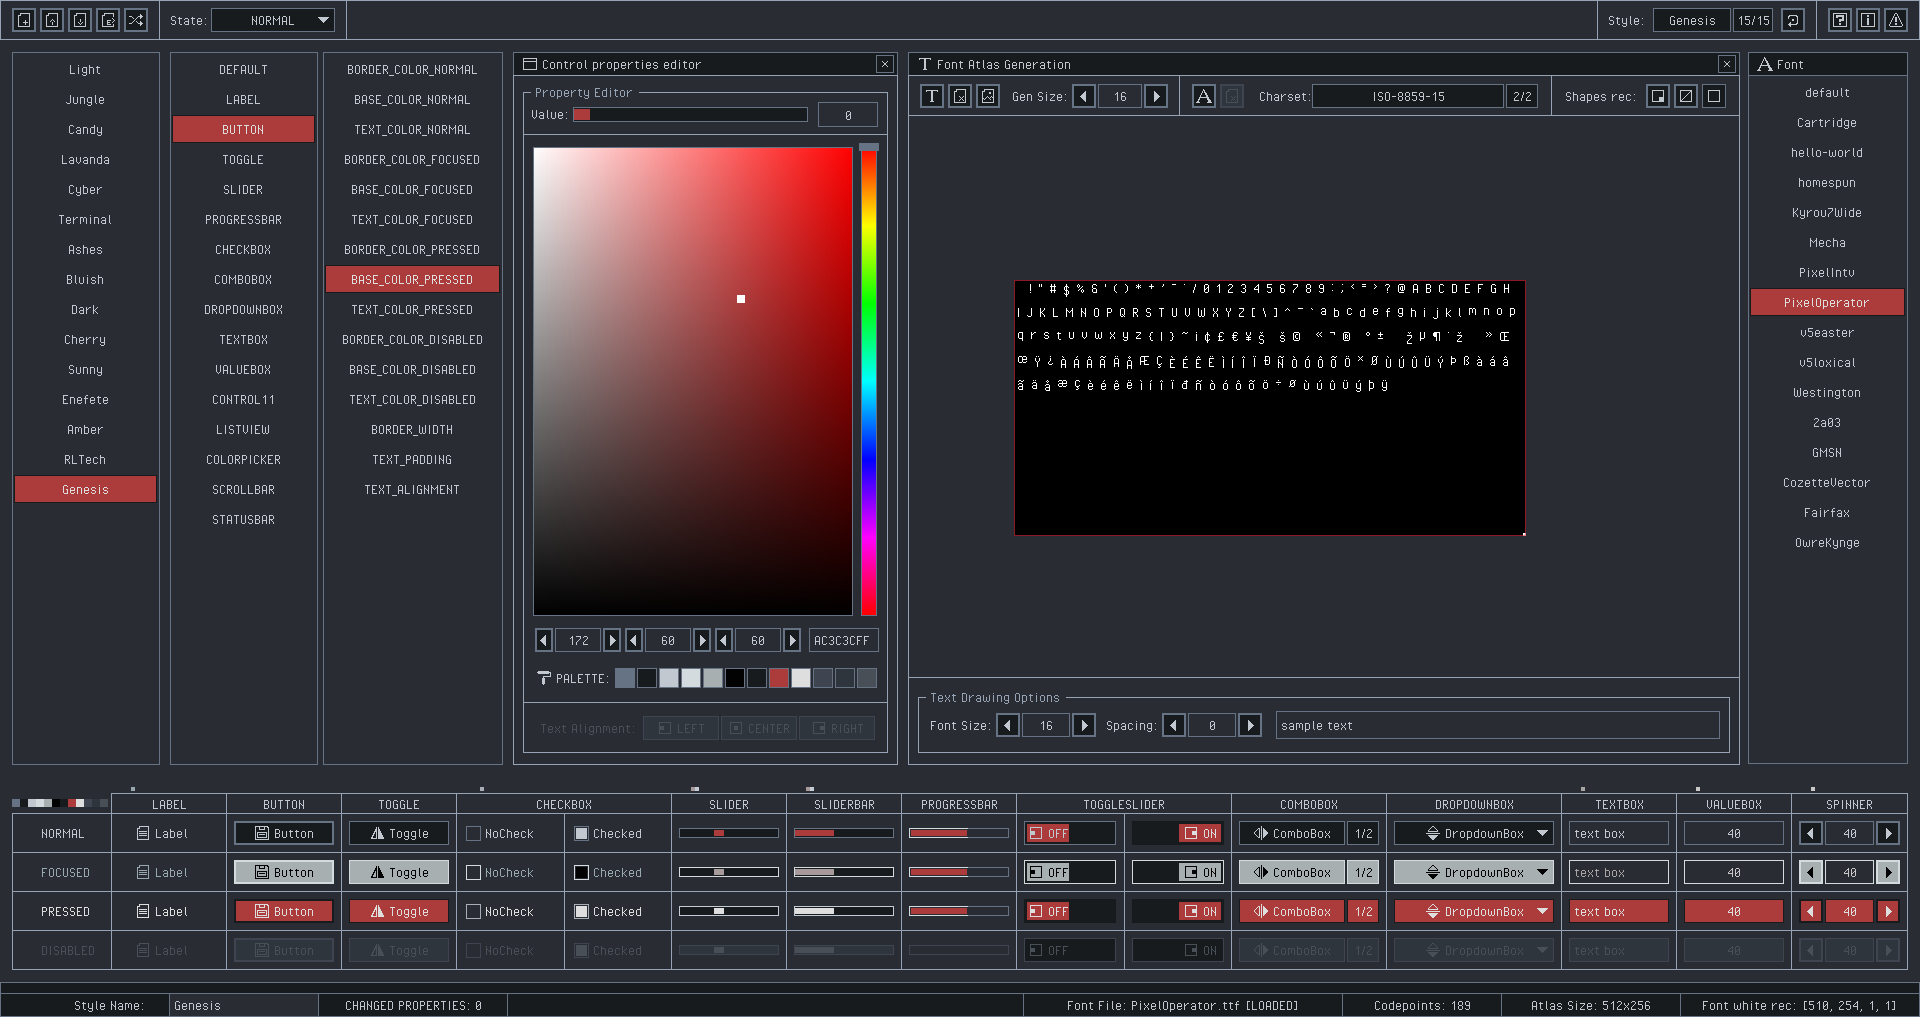 State: NORMAL Style: Genesis 15/15
Light
Jungle
Candy
Lavanda
Cyber
Terminal
Ashes
Bluish
Dark
Cherry
Sunny
Enefete
Amber
RLTech
Genesis
DEFAULT
LABEL
BUTTON
TOGGLE
SLIDER
PROGRESSBAR
CHECKBOX
COMBOBOX
DROPDOWNBOX
TEXTBOX
VALUEBOX
CONTROL11
LISTVIEW
COLORPICKER
SCROLLBAR
STATUSBAR
BORDER_COLOR_NORMAL
BASE_COLOR_NORMAL
TEXT_COLOR_NORMAL
BORDER_COLOR_FOCUSED
BASE_COLOR_FOCUSED
TEXT_COLOR_FOCUSED
BORDER_COLOR_PRESSED
BASE_COLOR_PRESSED
TEXT_COLOR_PRESSED
BORDER_COLOR_DISABLED
BASE_COLOR_DISABLED
TEXT_COLOR_DISABLED
BORDER_WIDTH
TEXT_PADDING
TEXT_ALIGNMENT
Control properties editor
Property Editor
Value: 0
172 60 60 AC3C3CFF
PALETTE:
Text Alignment: LEFT CENTER RIGHT
Font Atlas Generation
Gen Size: 16 Charset: ISO-8859-15 2/2 Shapes rec:
0 1 2 3 4 5 6 7 8 9 : ; < = > ? @ A B C D E F G H
I J K L M N O P Q R S T U V W X Y Z [ \ ] ^ ¯ ` a b c d e f g h i j k l m n o p
q r s t u v w x y z { | } ~ ¡ ¢ £ € ¥ Š š © « ¬ ® ° ± Ž µ ¶ · ž » Œ
œ Ÿ ¿ À Á Â Ã Ä Å Æ Ç È É Ê Ë Ì Í Î Ï Ð Ñ Ò Ó Ô Õ Ö × Ø Ù Ú Û Ü Ý Þ ß à á â
ã ä å æ ç è é ê ë ì í î ï ð ñ ò ó ô õ ö ÷ ø ù ú û ü ý þ ÿ
Text Drawing Options
Font Size: 16 Spacing: 0 sample text
Font
default
Cartridge
hello-world
homespun
Kyrou7Wide
Mecha
PixelIntv
PixelOperator
v5easter
v5loxical
Westington
2a03
GMSN
CozetteVector
Fairfax
OwreKynge
LABEL BUTTON TOGGLE CHECKBOX SLIDER SLIDERBAR PROGRESSBAR TOGGLESLIDER COMBOBOX DROPDOWNBOX TEXTBOX VALUEBOX SPINNER
NORMAL Label Button Toggle NoCheck Checked OFF ON ComboBox 1/2 DropdownBox text box 40 40
FOCUSED Label Button Toggle NoCheck Checked OFF ON ComboBox 1/2 DropdownBox text box 40 40
PRESSED Label Button Toggle NoCheck Checked OFF ON ComboBox 1/2 DropdownBox text box 40 40
DISABLED Label Button Toggle NoCheck Checked OFF ON ComboBox 1/2 DropdownBox text box 40 40
Style Name: Genesis CHANGED PROPERTIES: 0 Font File: PixelOperator.ttf [LOADED] Codepoints: 189 Atlas Size: 512x256 Font white rec: [510, 254, 1, 1]